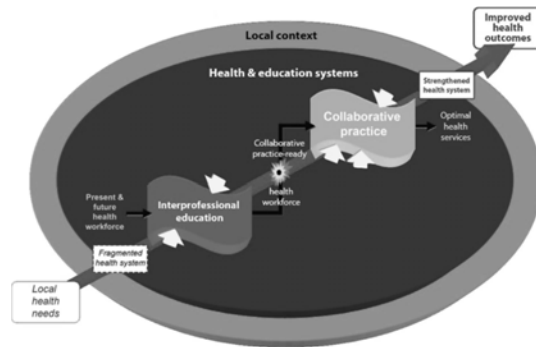 Improved
health
outcomes
Local context
Health & education systems
Strengthened
health system
Collaborative
practice
Optimal
health
services
Collaborative
practice-ready
health
workforce
Present &
future
health
workforce
Interprofessional
education
Fragmented
health system
Local
health
needs